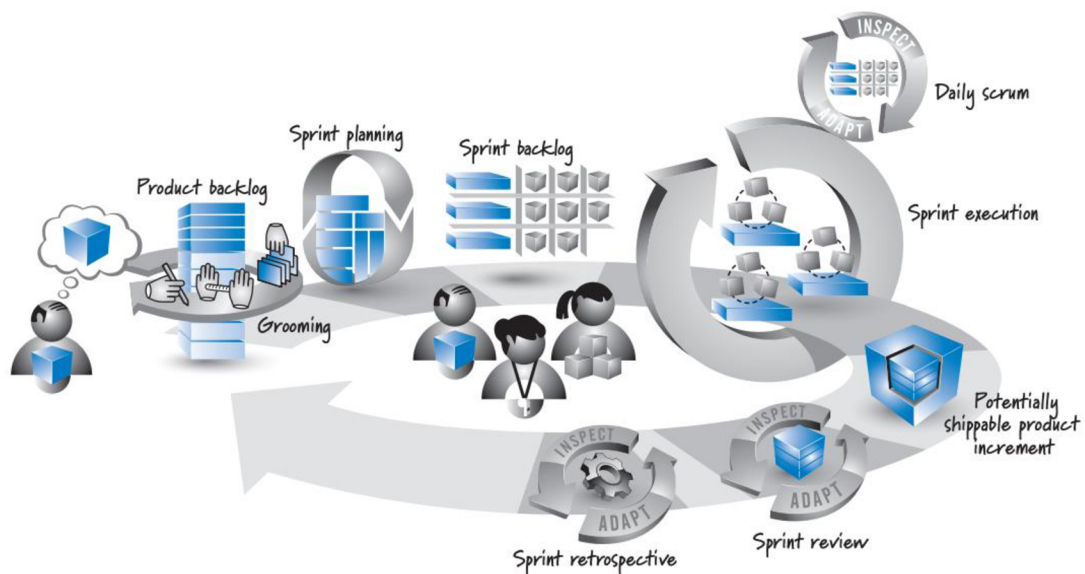 INSPECT
ADAPT
Daily scrum
Sprint planning
Sprint backlog
Product backlog
Sprint execution
Grooming
Potentially
shippable product
increment
INSPECT
ADAPT
Sprint review
INSPECT
ADAPT
Sprint retrospective